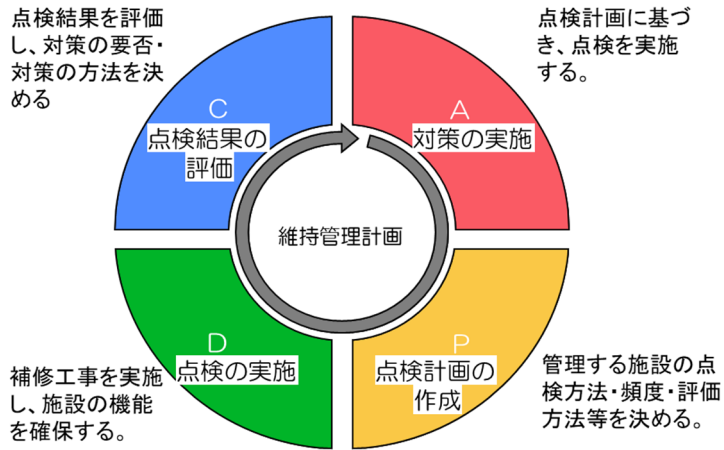 点検結果を評価
し、対策の要否・
対策の方法を決
める
点検計画に基づ
き、点検を実施
する。
C
点検結果の
評価
A
対策の実施
維持管理計画
D
点検の実施
P
点検計画の
作成
補修工事を実施
し、施設の機能
を確保する。
管理する施設の点
検方法・頻度・評価
方法等を決める。